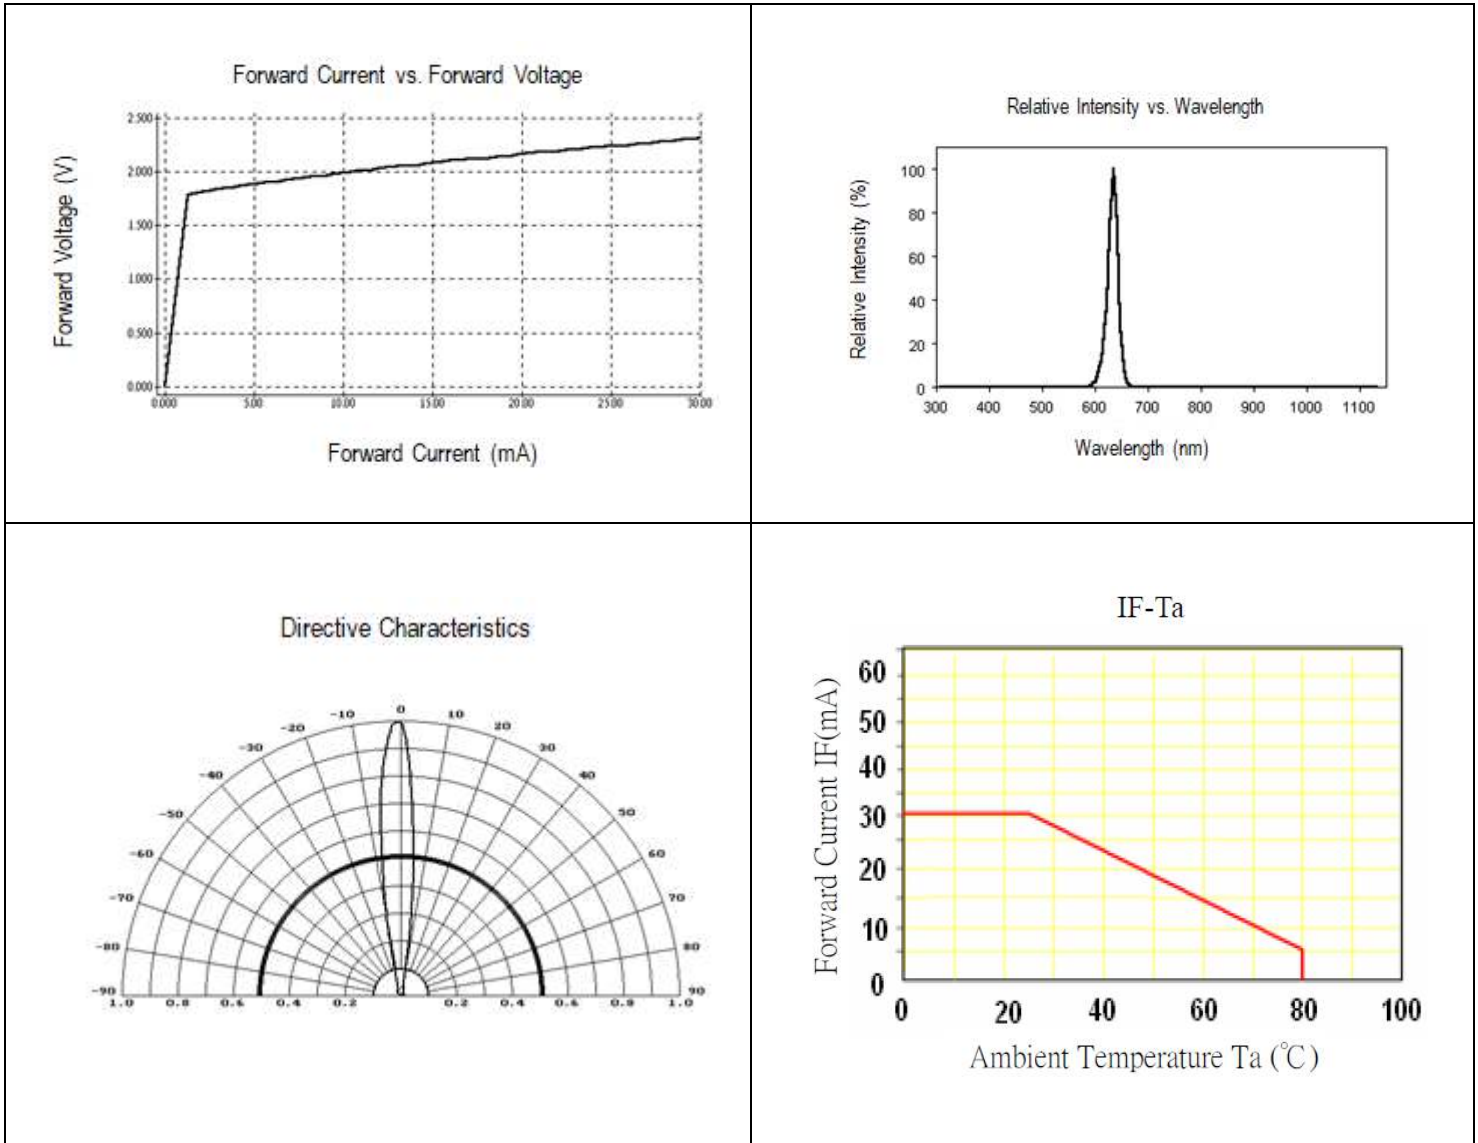 Forward Current vs. Forward Voltage
Forward Voltage (V)
2.500
2.000
1.500
1.000
0.500
0.000
0.000 5.00 10.00 15.00 20.00 25.00 30.00
Forward Current (mA)
Relative Intensity vs. Wavelength
Relative Intensity (%)
100
80
60
40
20
0
300 400 500 600 700 800 900 1000 1100
Wavelength (nm)
Directive Characteristics
0
-10 10
-20 20
-30 30
-40 40
-50 50
-60 60
-70 70
-80 80
-90 90
1.0 0.8 0.6 0.4 0.2 0.2 0.4 0.6 0.8 1.0
IF-Ta
Forward Current IF(mA)
60
50
40
30
20
10
0
0 20 40 60 80 100
Ambient Temperature Ta (℃)